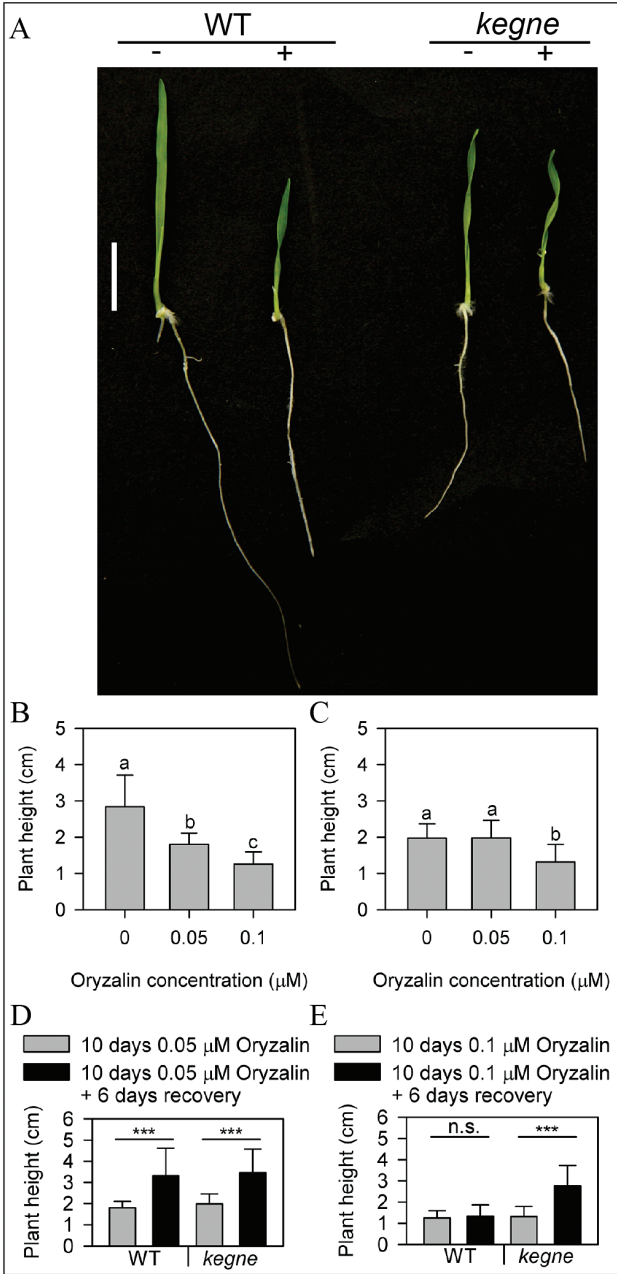 A
WT
kegne
- +
- +
B
C
Plant height (cm)
5
4
3
2
1
0
a
b
c
0 0.05 0.1
Oryzalin concentration (μM)
Plant height (cm)
5
4
3
2
1
0
a
a
b
0 0.05 0.1
Oryzalin concentration (μM)
D
10 days 0.05 μM Oryzalin
10 days 0.05 μM Oryzalin
+ 6 days recovery
Plant height (cm)
6
5
4
3
2
1
0
*** ***
WT kegne
E
10 days 0.1 μM Oryzalin
10 days 0.1 μM Oryzalin
+ 6 days recovery
Plant height (cm)
6
5
4
3
2
1
0
n.s. ***
WT kegne